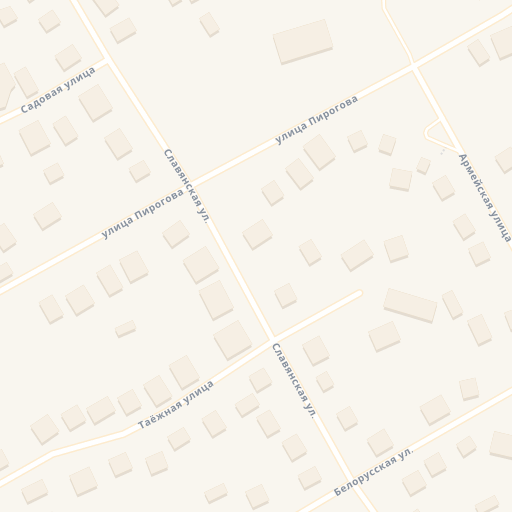 Садовая улица
улица Пирогова
Славянская ул.
Армейская улица
улица Пирогова
Славянская ул.
Таёжная улица
Белорусская ул.